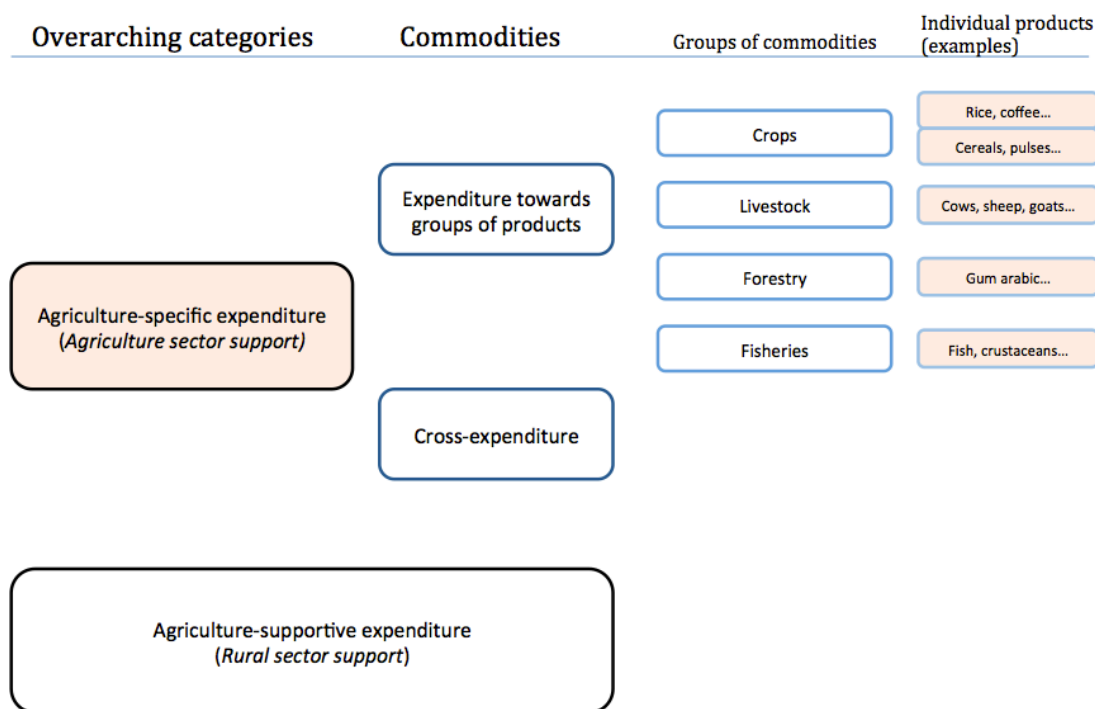 Overarching categories
Commodities
Groups of commodities
Individual products
(examples)
Crops
Rice, coffee...
Cereals, pulses...
Expenditure towards
groups of products
Livestock
Cows, sheep, goats...
Forestry
Gum arabic...
Agriculture-specific expenditure
(Agriculture sector support)
Fisheries
Fish, crustaceans...
Cross-expenditure
Agriculture-supportive expenditure
(Rural sector support)